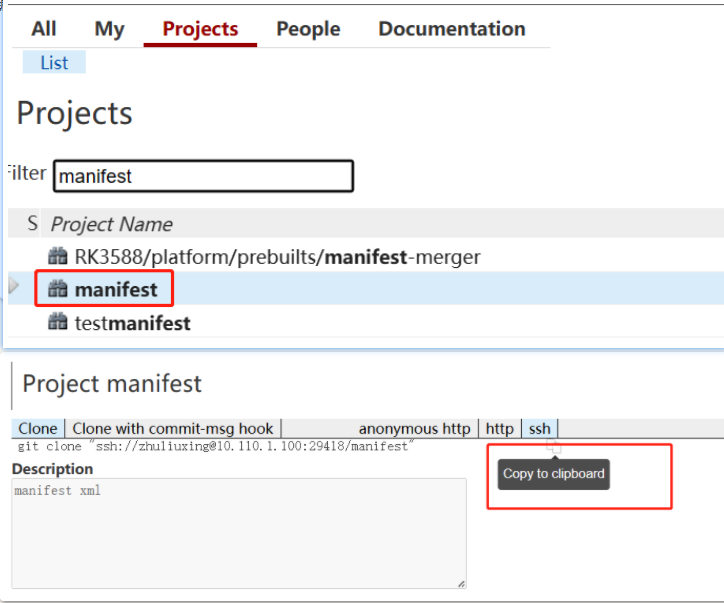 All My Projects People Documentation
List
Projects
Filter manifest
S Project Name
RK3588/platform/prebuilts/manifest-merger
manifest
testmanifest
Project manifest
Clone Clone with commit-msg hook anonymous http http ssh
git clone "ssh://zhuliuxing@10.110.1.100:29418/manifest"
Copy to clipboard
Description
manifest xml